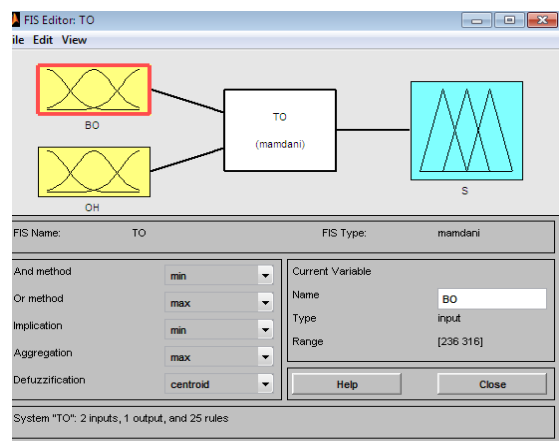 FIS Editor: TO
ile Edit View
BO
TO
(mamdani)
OH
S
FIS Name: TO FIS Type: mamdani
And method min
Or method max
Implication min
Aggregation max
Defuzzification centroid
Current Variable
Name BO
Type input
Range [236 316]
Help Close
System "TO": 2 inputs, 1 output, and 25 rules